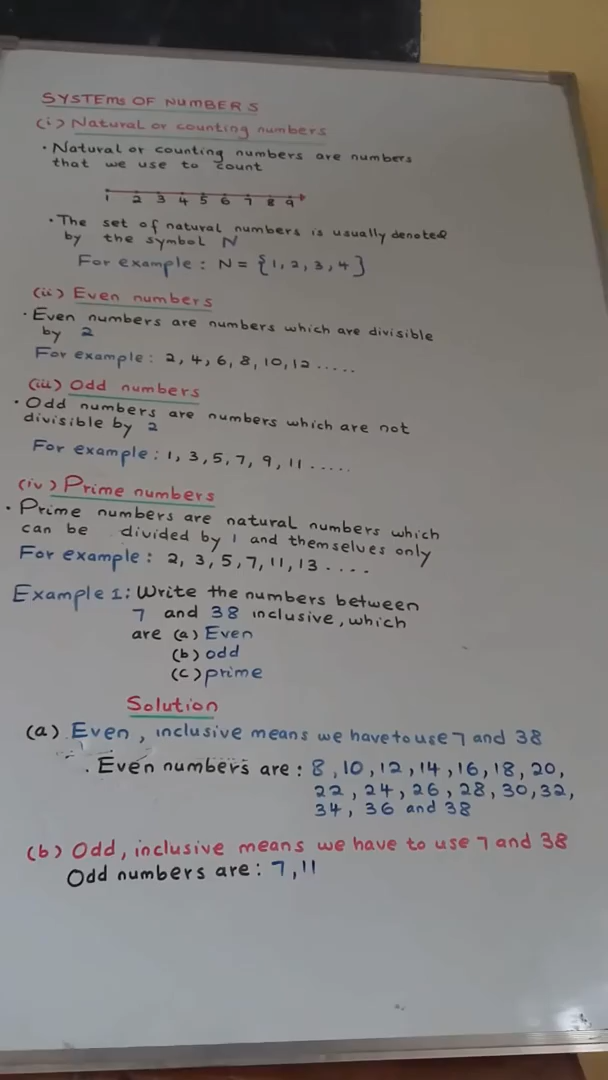 SYSTEMS OF NUMBERS
(i) Natural or counting numbers
• Natural or counting numbers are numbers
that we use to count
1 2 3 4 5 6 7 8 9
• The set of natural numbers is usually denoted
by the symbol N
For example : N = {1, 2, 3, 4}
(ii) Even numbers
• Even numbers are numbers which are divisible
by 2
For example : 2, 4, 6, 8, 10, 12 .....
(iii) Odd numbers
• Odd numbers are numbers which are not
divisible by 2
For example : 1, 3, 5, 7, 9, 11 .....
(iv) Prime numbers
• Prime numbers are natural numbers which
can be divided by 1 and themselves only
For example : 2, 3, 5, 7, 11, 13 ....
Example 1: Write the numbers between
7 and 38 inclusive, which
are (a) Even
(b) odd
(c) prime
Solution
(a) Even, inclusive means we have to use 7 and 38
. Even numbers are : 8, 10, 12, 14, 16, 18, 20,
22, 24, 26, 28, 30, 32,
34, 36 and 38
(b) Odd, inclusive means we have to use 7 and 38
Odd numbers are : 7, 11